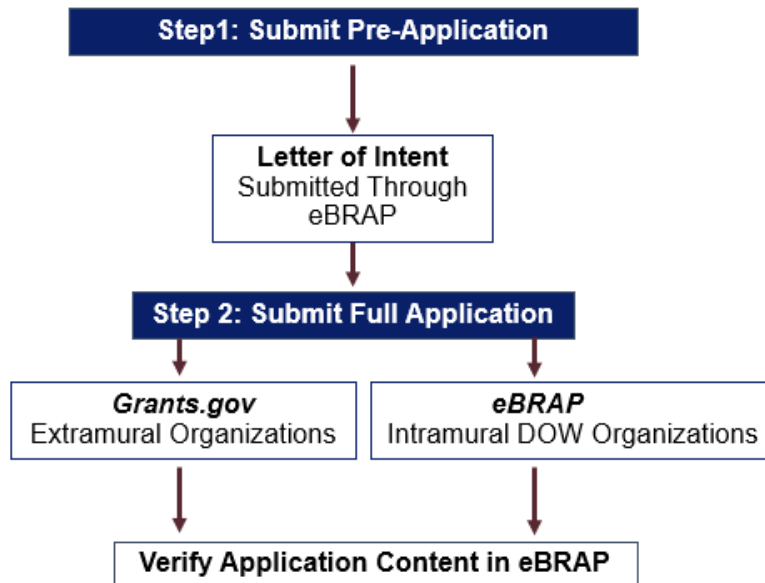 Step1: Submit Pre-Application
Letter of Intent
Submitted Through
eBRAP
Step 2: Submit Full Application
Grants.gov
Extramural Organizations
eBRAP
Intramural DOW Organizations
Verify Application Content in eBRAP